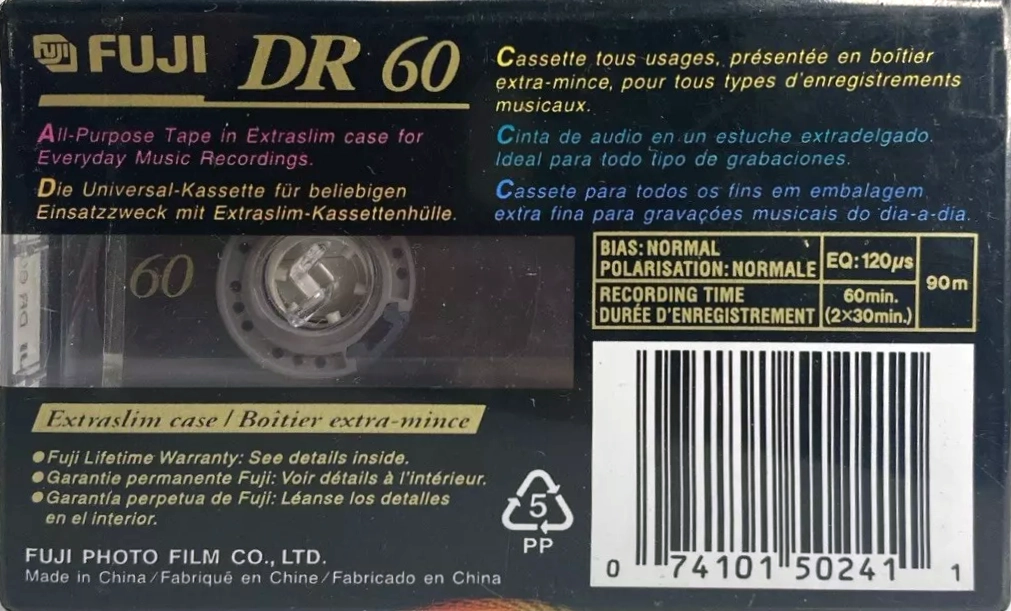 FUJI FUJI DR 60
All-Purpose Tape in Extraslim case for
Everyday Music Recordings.
Die Universal-Kassette für beliebigen
Einsatzzweck mit Extraslim-Kassettenhülle.
Cassette tous usages, présentée en boîtier
extra-mince, pour tous types d'enregistrements
musicaux.
Cinta de audio en un estuche extradelgado.
Ideal para todo tipo de grabaciones.
Cassete para todos os fins em embalagem
extra fina para gravações musicais do dia-a-dia.
60
BIAS: NORMAL
POLARISATION: NORMALE
EQ: 120µs
RECORDING TIME
DURÉE D'ENREGISTREMENT
60min.
(2×30min.)
90m
Extraslim case / Boîtier extra-mince
●Fuji Lifetime Warranty: See details inside.
●Garantie permanente Fuji: Voir détails à l'intérieur.
●Garantía perpetua de Fuji: Léanse los detalles
en el interior.
5
PP
FUJI PHOTO FILM CO., LTD.
Made in China/Fabriqué en Chine/Fabricado en China
0 74101 50241 1